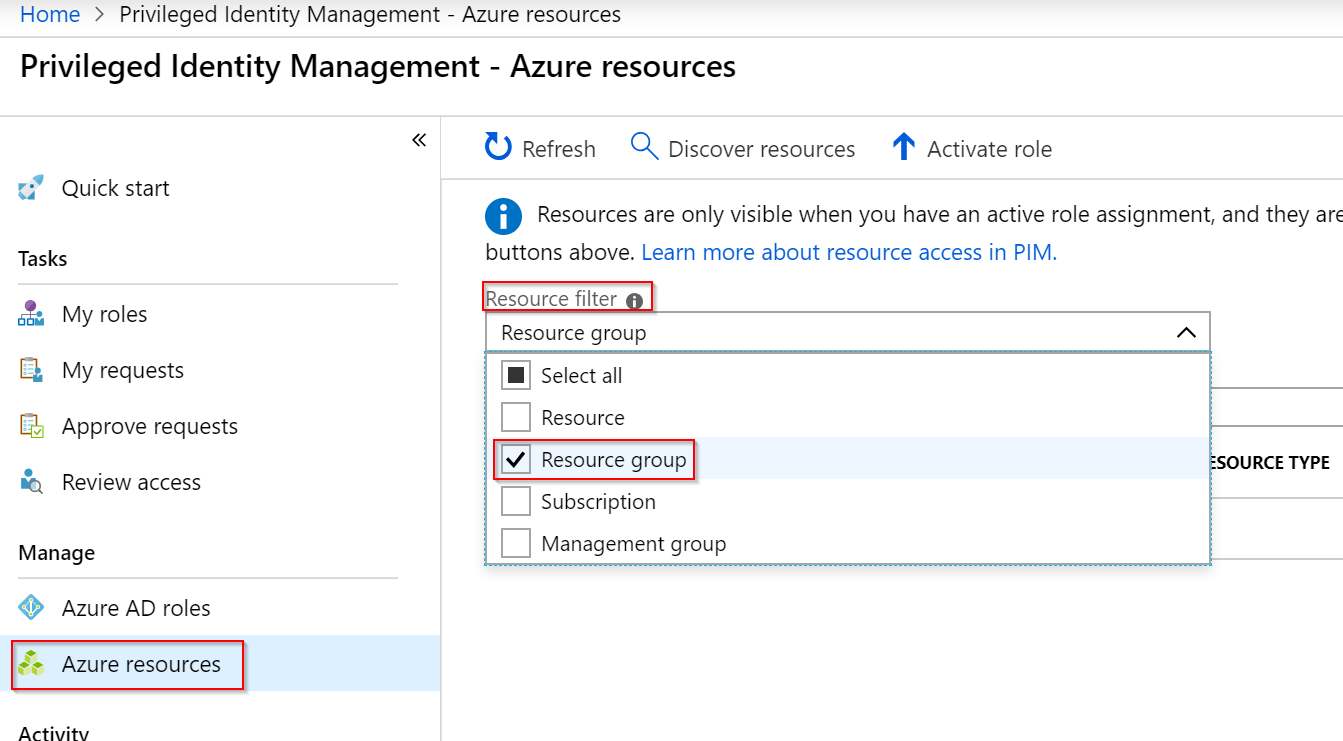 Home > Privileged Identity Management - Azure resources
Privileged Identity Management - Azure resources
Quick start
Tasks
My roles
My requests
Approve requests
Review access
Manage
Azure AD roles
Azure resources
Activity
Refresh
Discover resources
Activate role
Resources are only visible when you have an active role assignment, and they are
buttons above. Learn more about resource access in PIM.
Resource filter
Resource group
Select all
Resource
Resource group
Subscription
Management group
ESOURCE TYPE